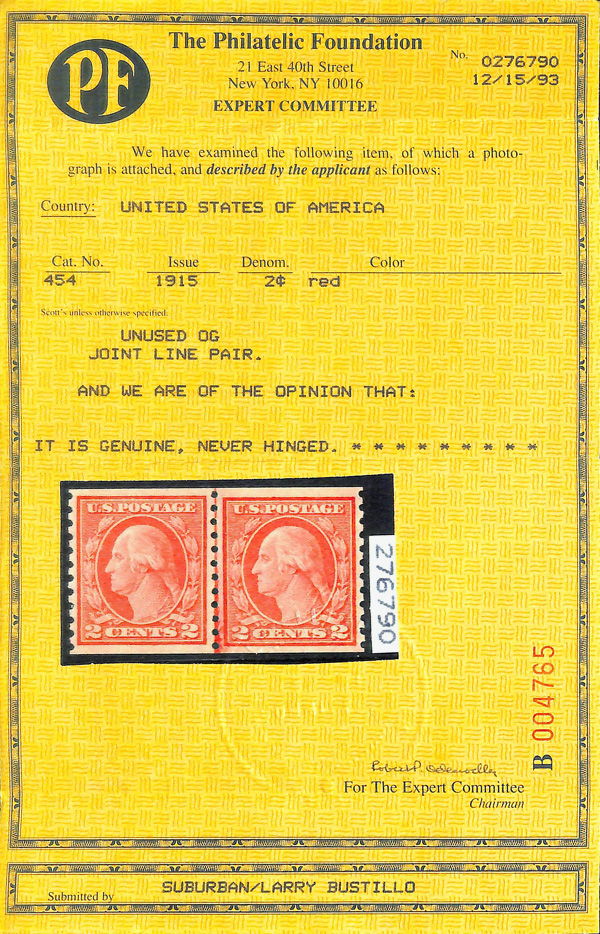 PF
The Philatelic Foundation
21 East 40th Street
New York, NY 10016
EXPERT COMMITTEE
No. 0276790
12/15/93
We have examined the following item, of which a photo-
graph is attached, and described by the applicant as follows:
Country: UNITED STATES OF AMERICA
Cat. No. Issue Denom. Color
454 1915 2¢ red
Scott's unless otherwise specified.
UNUSED OG
JOINT LINE PAIR.
AND WE ARE OF THE OPINION THAT:
IT IS GENUINE, NEVER HINGED. * * * * * * * * *
U.S.POSTAGE U.S.POSTAGE
2 CENTS 2 2 CENTS 2
276790
B 004765
For The Expert Committee
Chairman
Submitted by SUBURBAN/LARRY BUSTILLO